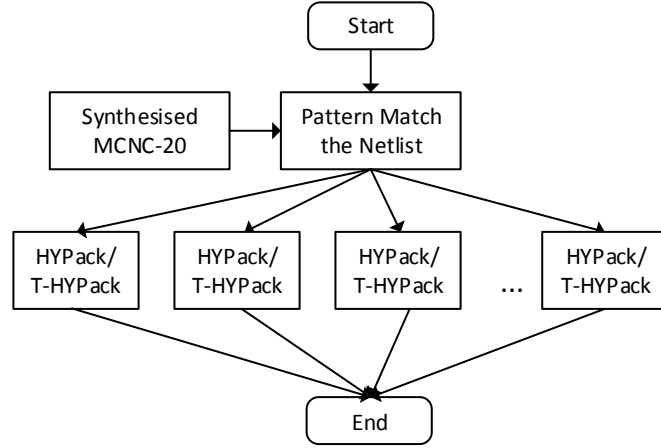 Start
Synthesised
MCNC-20
Pattern Match
the Netlist
HYPack/
T-HYPack
HYPack/
T-HYPack
HYPack/
T-HYPack
...
HYPack/
T-HYPack
End